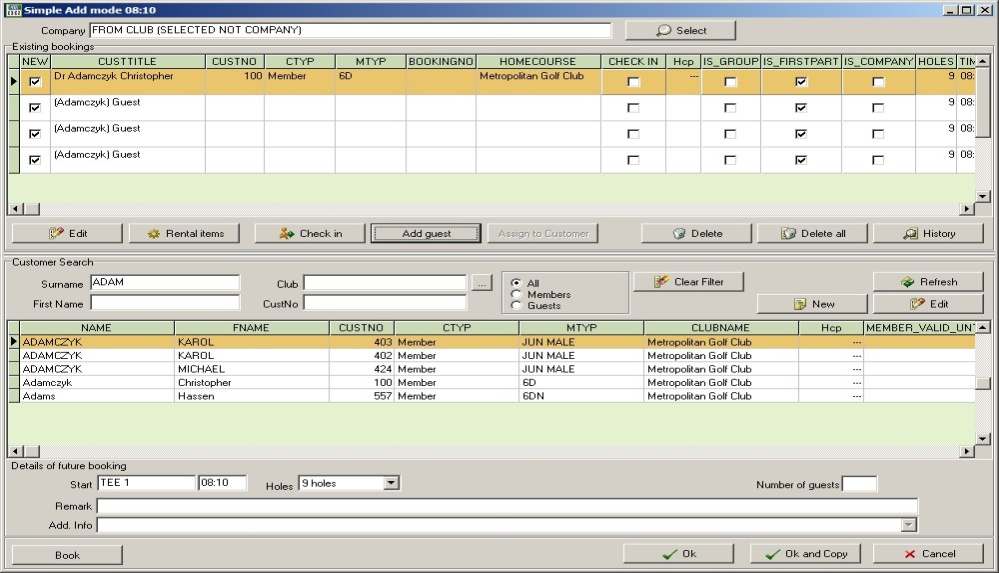 Simple Add mode 08:10
Company FROM CLUB (SELECTED NOT COMPANY) Select
Existing bookings
NEW CUSTTITLE CUSTNO CTYP MTYP BOOKINGNO HOMECOURSE CHECK IN Hcp IS_GROUP IS_FIRSTPART IS_COMPANY HOLES TIM
Dr Adamczyk Christopher 100 Member 6D Metropolitan Golf Club --- 9 08:
(Adamczyk) Guest 9 08:
(Adamczyk) Guest 9 08:
(Adamczyk) Guest 9 08:
Edit Rental items Check in Add guest Assign to Customer Delete Delete all History
Customer Search
Surname ADAM Club ... All Clear Filter Refresh
Members
First Name CustNo Guests New Edit
NAME FNAME CUSTNO CTYP MTYP CLUBNAME Hcp MEMBER_VALID_UNT
ADAMCZYK KAROL 403 Member JUN MALE Metropolitan Golf Club ---
ADAMCZYK KAROL 402 Member JUN MALE Metropolitan Golf Club ---
ADAMCZYK MICHAEL 424 Member JUN MALE Metropolitan Golf Club ---
Adamczyk Christopher 100 Member 6D Metropolitan Golf Club ---
Adams Hassen 557 Member 6DN Metropolitan Golf Club ---
Details of future booking
Start TEE 1 08:10 Holes 9 holes Number of guests
Remark
Add. Info
Book Ok Ok and Copy Cancel